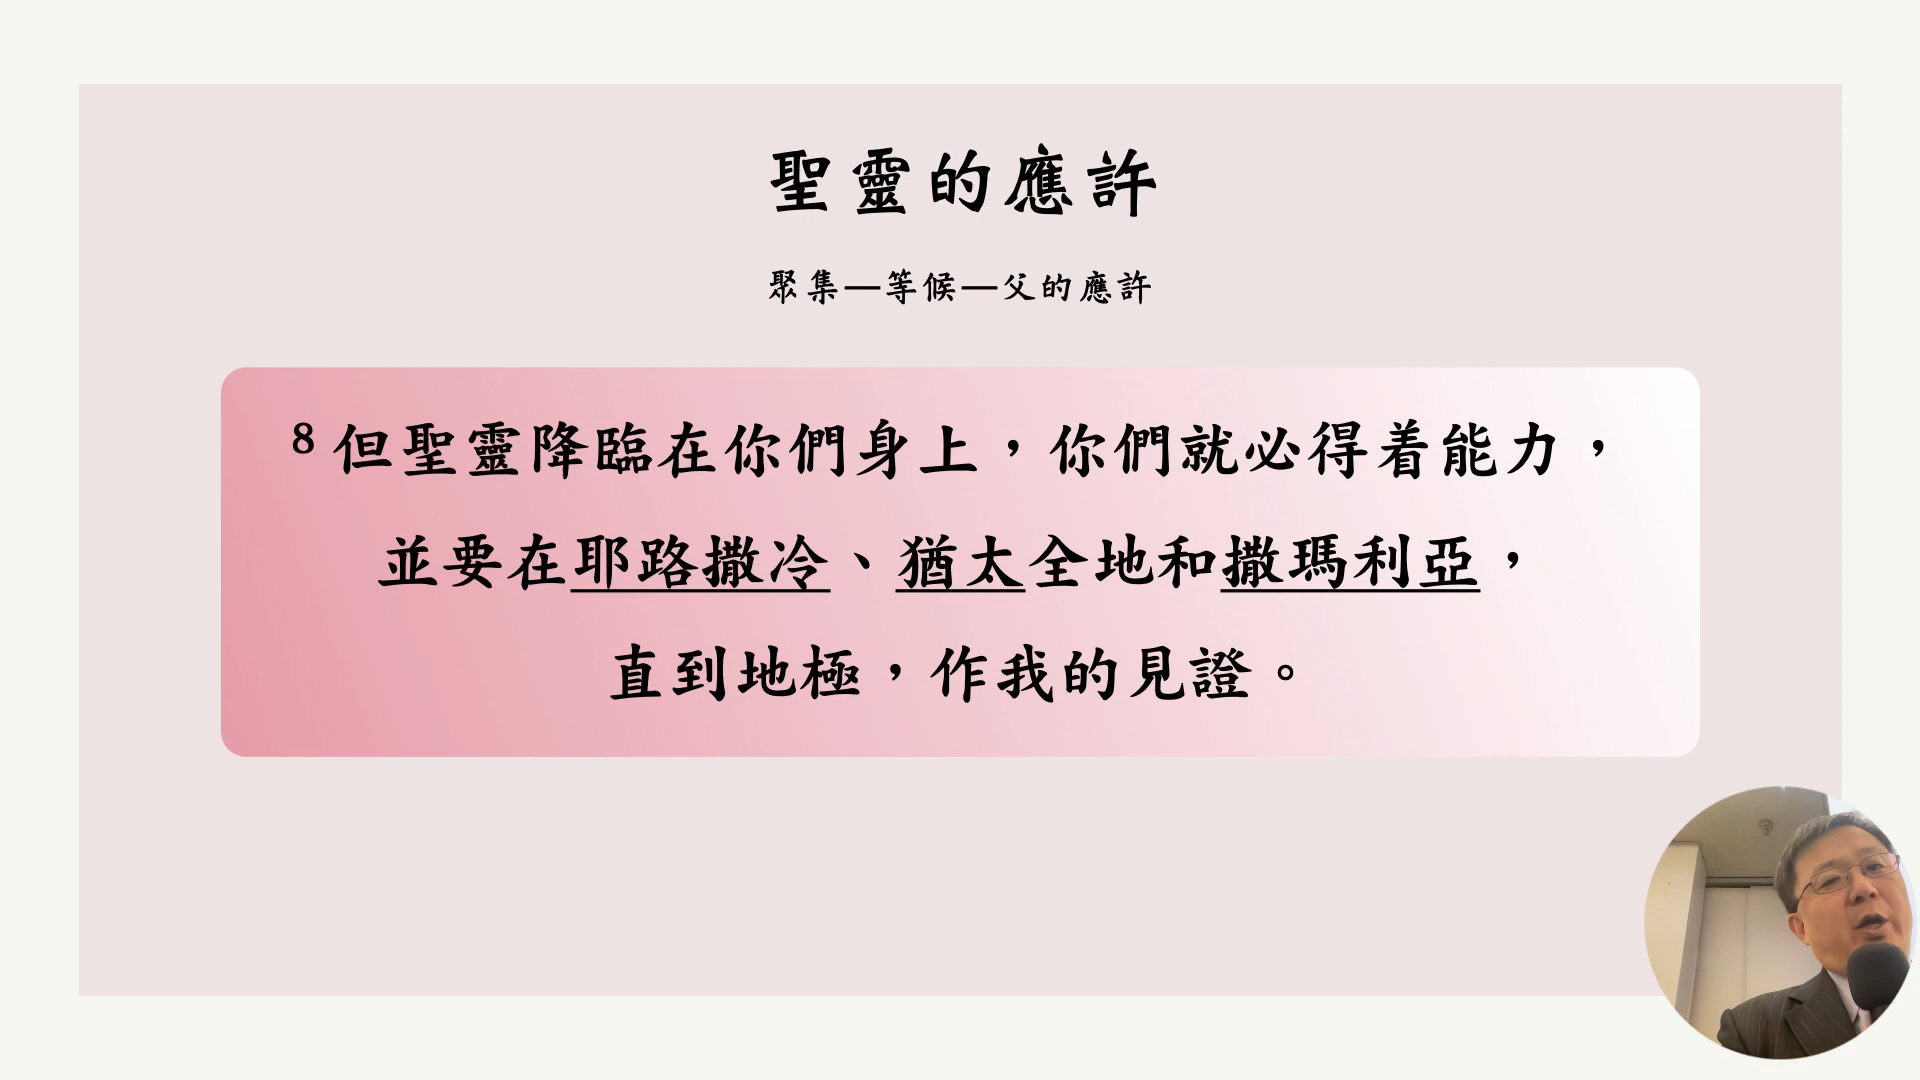 聖靈的應許
聚集—等候—父的應許
8 但聖靈降臨在你們身上，你們就必得着能力，
並要在耶路撒冷、猶太全地和撒瑪利亞，
直到地極，作我的見證。